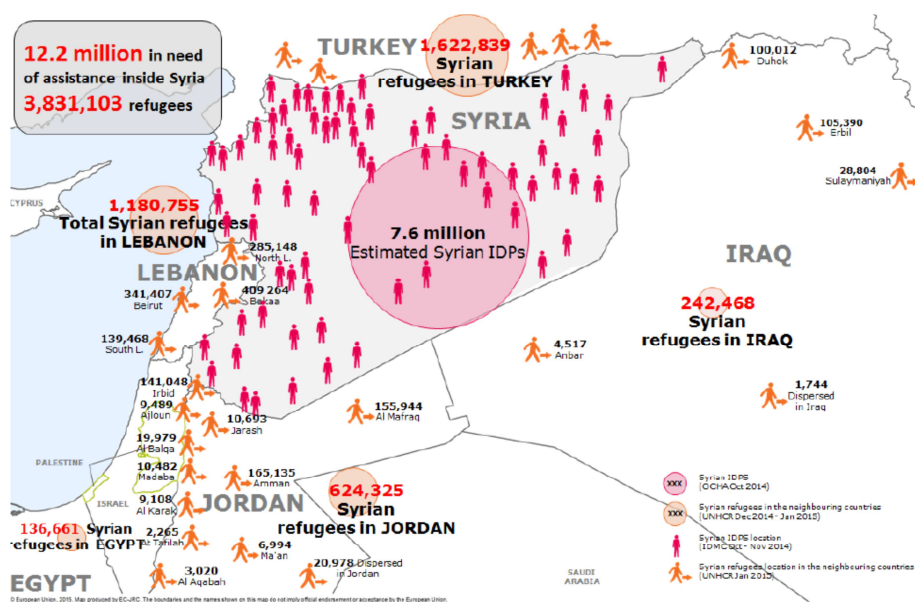 12.2 million in need
of assistance inside Syria
3,831,103 refugees
TURKEY
1,622,839
Syrian
refugees in TURKEY
100,012
Duhok
SYRIA
105,390
Erbil
28,804
Sulaymaniyah
CYPRUS
1,180,755
Total Syrian refugees
in LEBANON
7.6 million
Estimated Syrian IDPs
285,148
North L.
LEBANON
IRAQ
341,407
Beirut
409 264
Bakaa
242,468
Syrian
refugees in IRAQ
139,468
South L.
4,517
Anbar
141,048
Irbid
1,744
Dispersed
in Iraq
9,489
Ajloun
10,693
Jarash
155,944
Al Mafraq
19,979
Al Balqa
PALESTINE
10,482
Madaba
165,135
Amman
ISRAEL
9,108
Al Karak
JORDAN
624,325
Syrian
refugees in JORDAN
136,661 Syrian
refugees in EGYPT
2,265
At Tafilah
6,994
Ma'an
EGYPT
3,020
Al Aqabah
20,978 Dispersed
in Jordan
SAUDI
ARABIA
XXX
Syrian IDPS
(OCHA Oct 2014)
XXX
Syrian refugees in the neighbouring countries
(UNHCR Dec 2014 - Jan 2015)
Syrian IDPS location
(IDMC Oct - Nov 2014)
Syrian refugees location in the neighbouring countries
(UNHCR Jan 2015)
© European Union, 2015. Map produced by EC-JRC. The boundaries and the names shown on this map do not imply official endorsement or acceptance by the European Union.